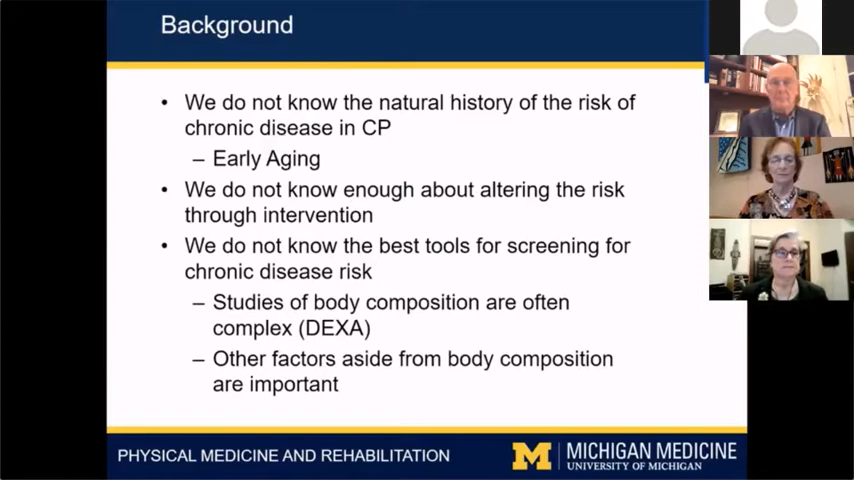 Background
• We do not know the natural history of the risk of
chronic disease in CP
– Early Aging
• We do not know enough about altering the risk
through intervention
• We do not know the best tools for screening for
chronic disease risk
– Studies of body composition are often
complex (DEXA)
– Other factors aside from body composition
are important
PHYSICAL MEDICINE AND REHABILITATION
M MICHIGAN MEDICINE
UNIVERSITY OF MICHIGAN